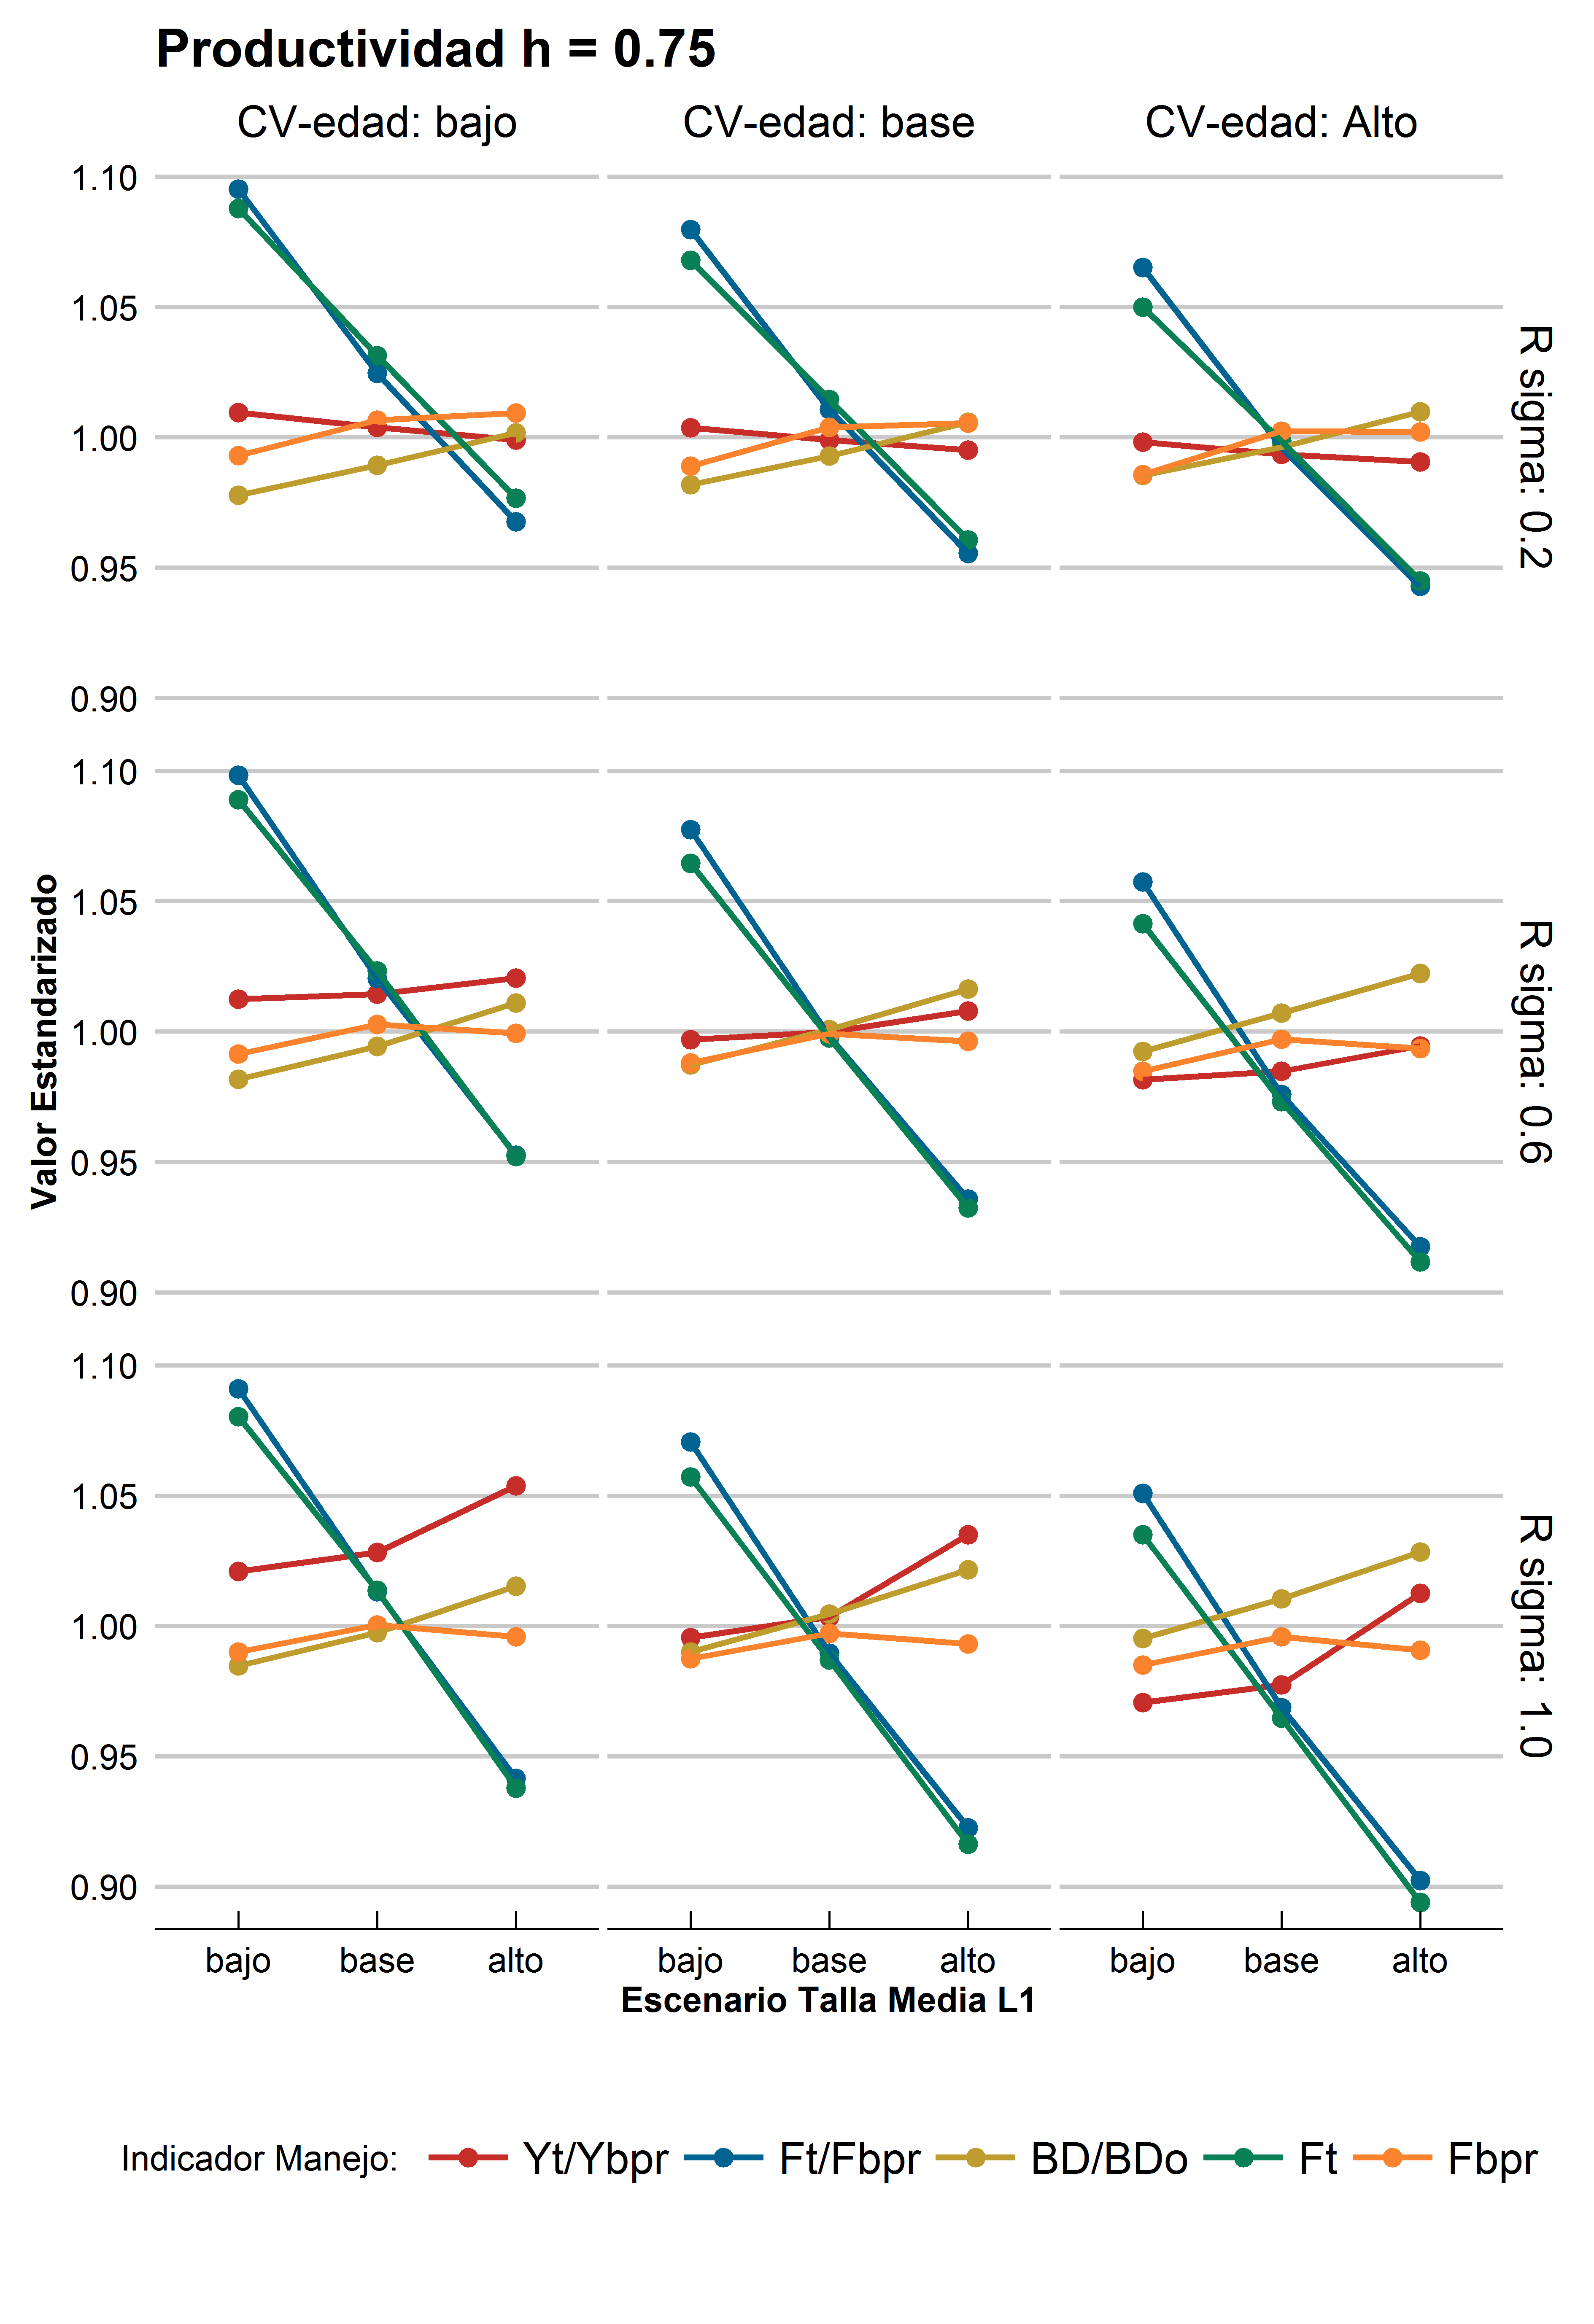 Productividad h = 0.75
CV-edad: bajo
CV-edad: base
CV-edad: Alto
1.10
1.05
1.00
0.95
0.90
R sigma: 0.2
1.10
1.05
1.00
0.95
0.90
R sigma: 0.6
Valor Estandarizado
1.10
1.05
1.00
0.95
0.90
R sigma: 1.0
bajo base alto
bajo base alto
bajo base alto
Escenario Talla Media L1
Indicador Manejo: Yt/Ybpr Ft/Fbpr BD/BDo Ft Fbpr